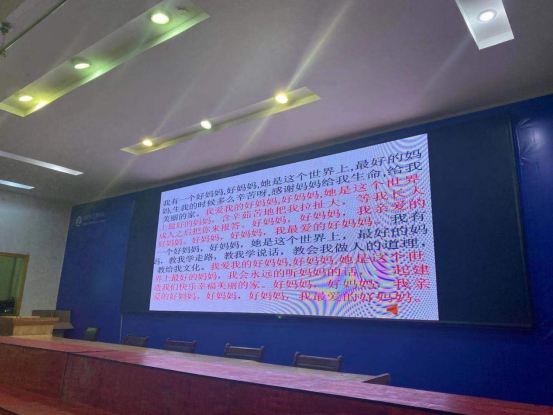 我有一个好妈妈,好妈妈,她是这个世界上,最好的妈
妈,生我的时候多么辛苦呀,感谢妈妈给我生命,给我
美丽的家。我爱我的好妈妈,好妈妈,她是这个世界
上最好的妈妈，含辛茹苦地把我拉扯大，等我长大
成人之后把你来报答。好妈妈，好妈妈，我亲爱的
好妈妈。好妈妈，好妈妈，我最爱的好妈妈。我有
一个好妈妈，好妈妈，她是这个世界上，最好的妈
妈，教我学走路，教我学说话，教会我做人的道理，
教给我文化。我爱我的好妈妈,好妈妈,她是这个世
界上最好的妈妈，我会永远的听妈妈的话，一起建
造我们快乐幸福美丽的家。好妈妈，好妈妈，我亲
爱的好妈妈。好妈妈，好妈妈，我最爱的好妈妈。